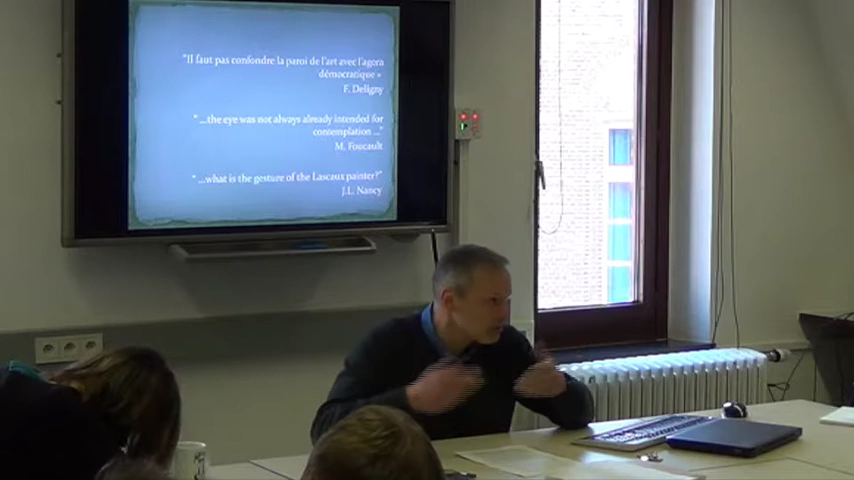 "Il faut pas confondre la paroi de l'art avec l'agora
démocratique »
F. Deligny
" ...the eye was not always already intended for
contemplation ..."
M. Foucault
" ...what is the gesture of the Lascaux painter?"
J.L. Nancy